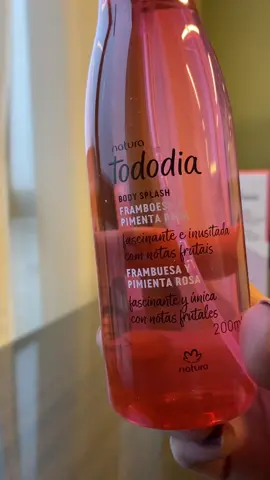 natura
tododia
BODY SPLASH
FRAMBOESA
PIMENTA
fascinante e inusitada
com notas frutais
FRAMBUESA Y
PIMIENTA ROSA
fascinante y única
con notas frutales
200ml
natura